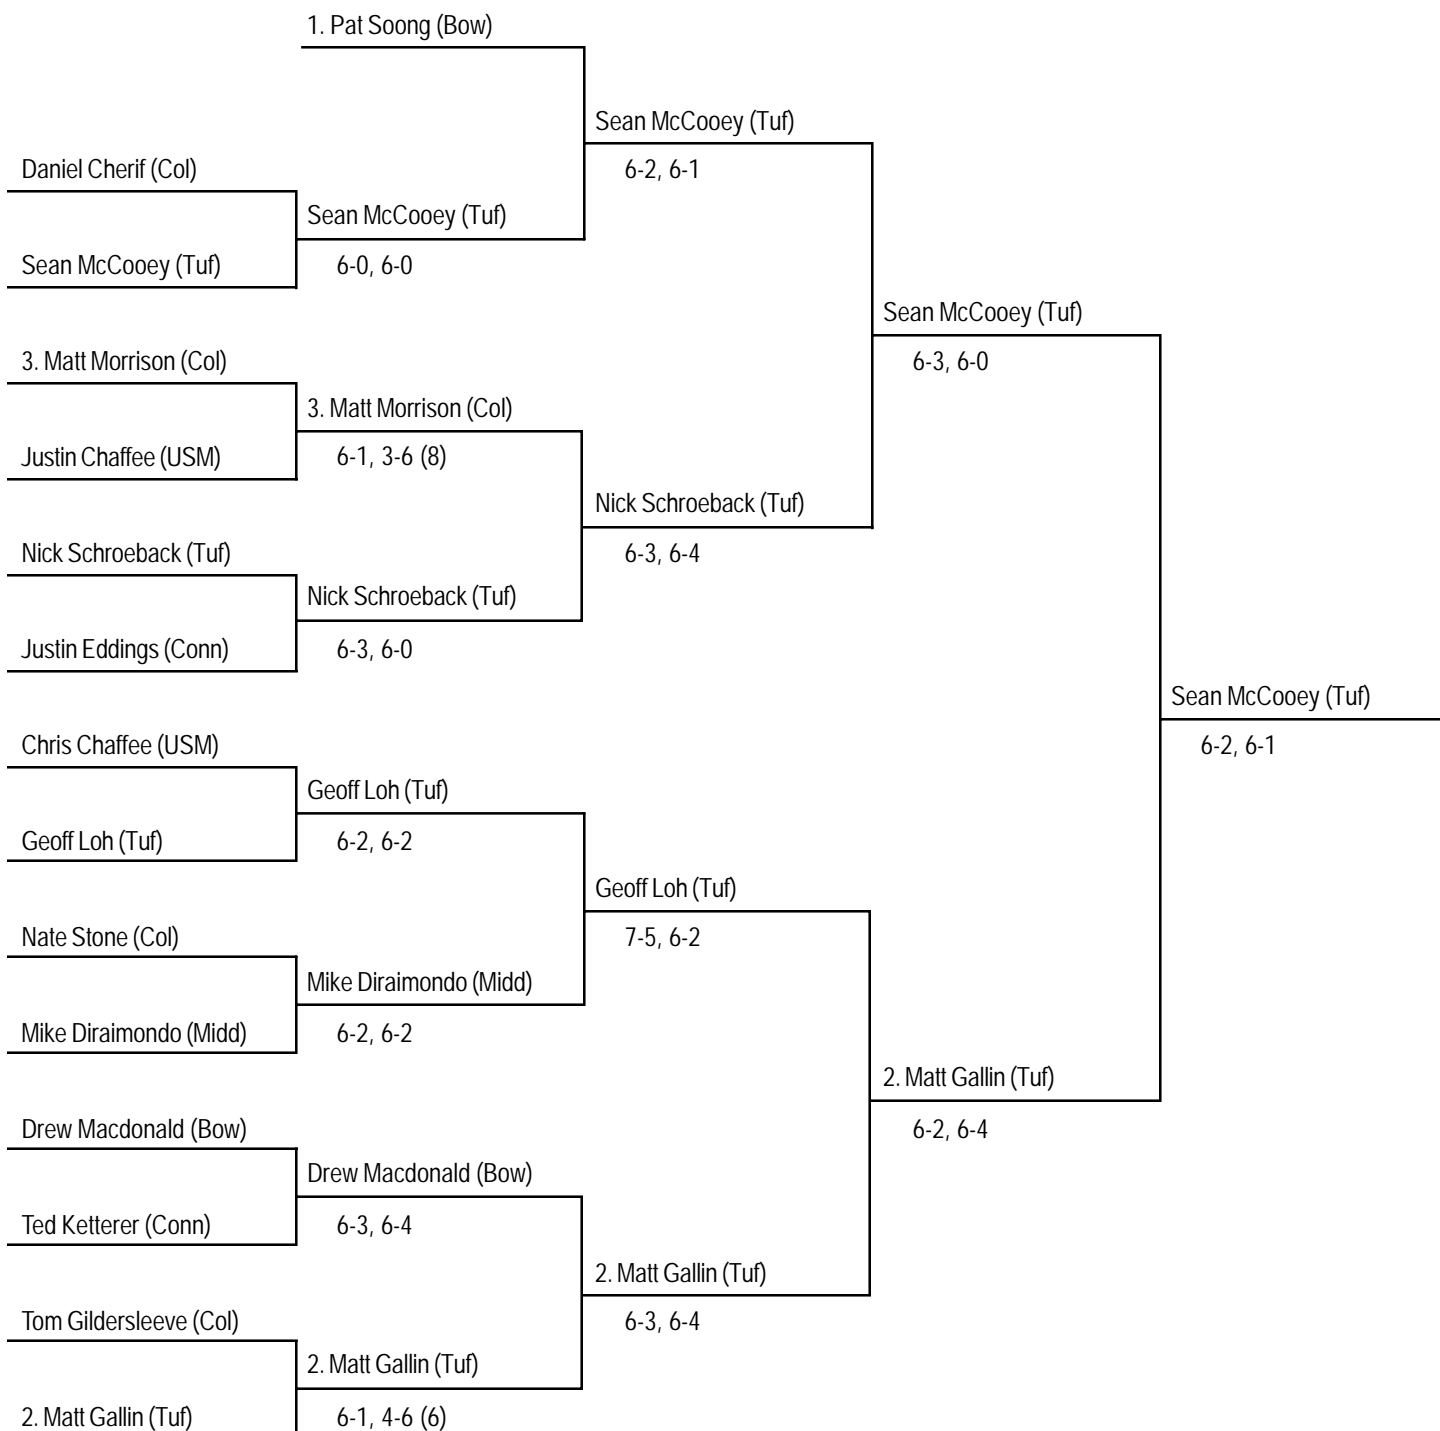 1. Pat Soong (Bow)
Sean McCooey (Tuf)
Daniel Cherif (Col)
6-2, 6-1
Sean McCooey (Tuf)
Sean McCooey (Tuf)
6-0, 6-0
Sean McCooey (Tuf)
3. Matt Morrison (Col)
6-3, 6-0
3. Matt Morrison (Col)
Justin Chaffee (USM)
6-1, 3-6 (8)
Nick Schroeback (Tuf)
Nick Schroeback (Tuf)
6-3, 6-4
Nick Schroeback (Tuf)
Justin Eddings (Conn)
6-3, 6-0
Sean McCooey (Tuf)
Chris Chaffee (USM)
6-2, 6-1
Geoff Loh (Tuf)
Geoff Loh (Tuf)
6-2, 6-2
Geoff Loh (Tuf)
Nate Stone (Col)
7-5, 6-2
Mike Diraimondo (Midd)
Mike Diraimondo (Midd)
6-2, 6-2
2. Matt Gallin (Tuf)
Drew Macdonald (Bow)
6-2, 6-4
Drew Macdonald (Bow)
Ted Ketterer (Conn)
6-3, 6-4
2. Matt Gallin (Tuf)
Tom Gildersleeve (Col)
6-3, 6-4
2. Matt Gallin (Tuf)
2. Matt Gallin (Tuf)
6-1, 4-6 (6)